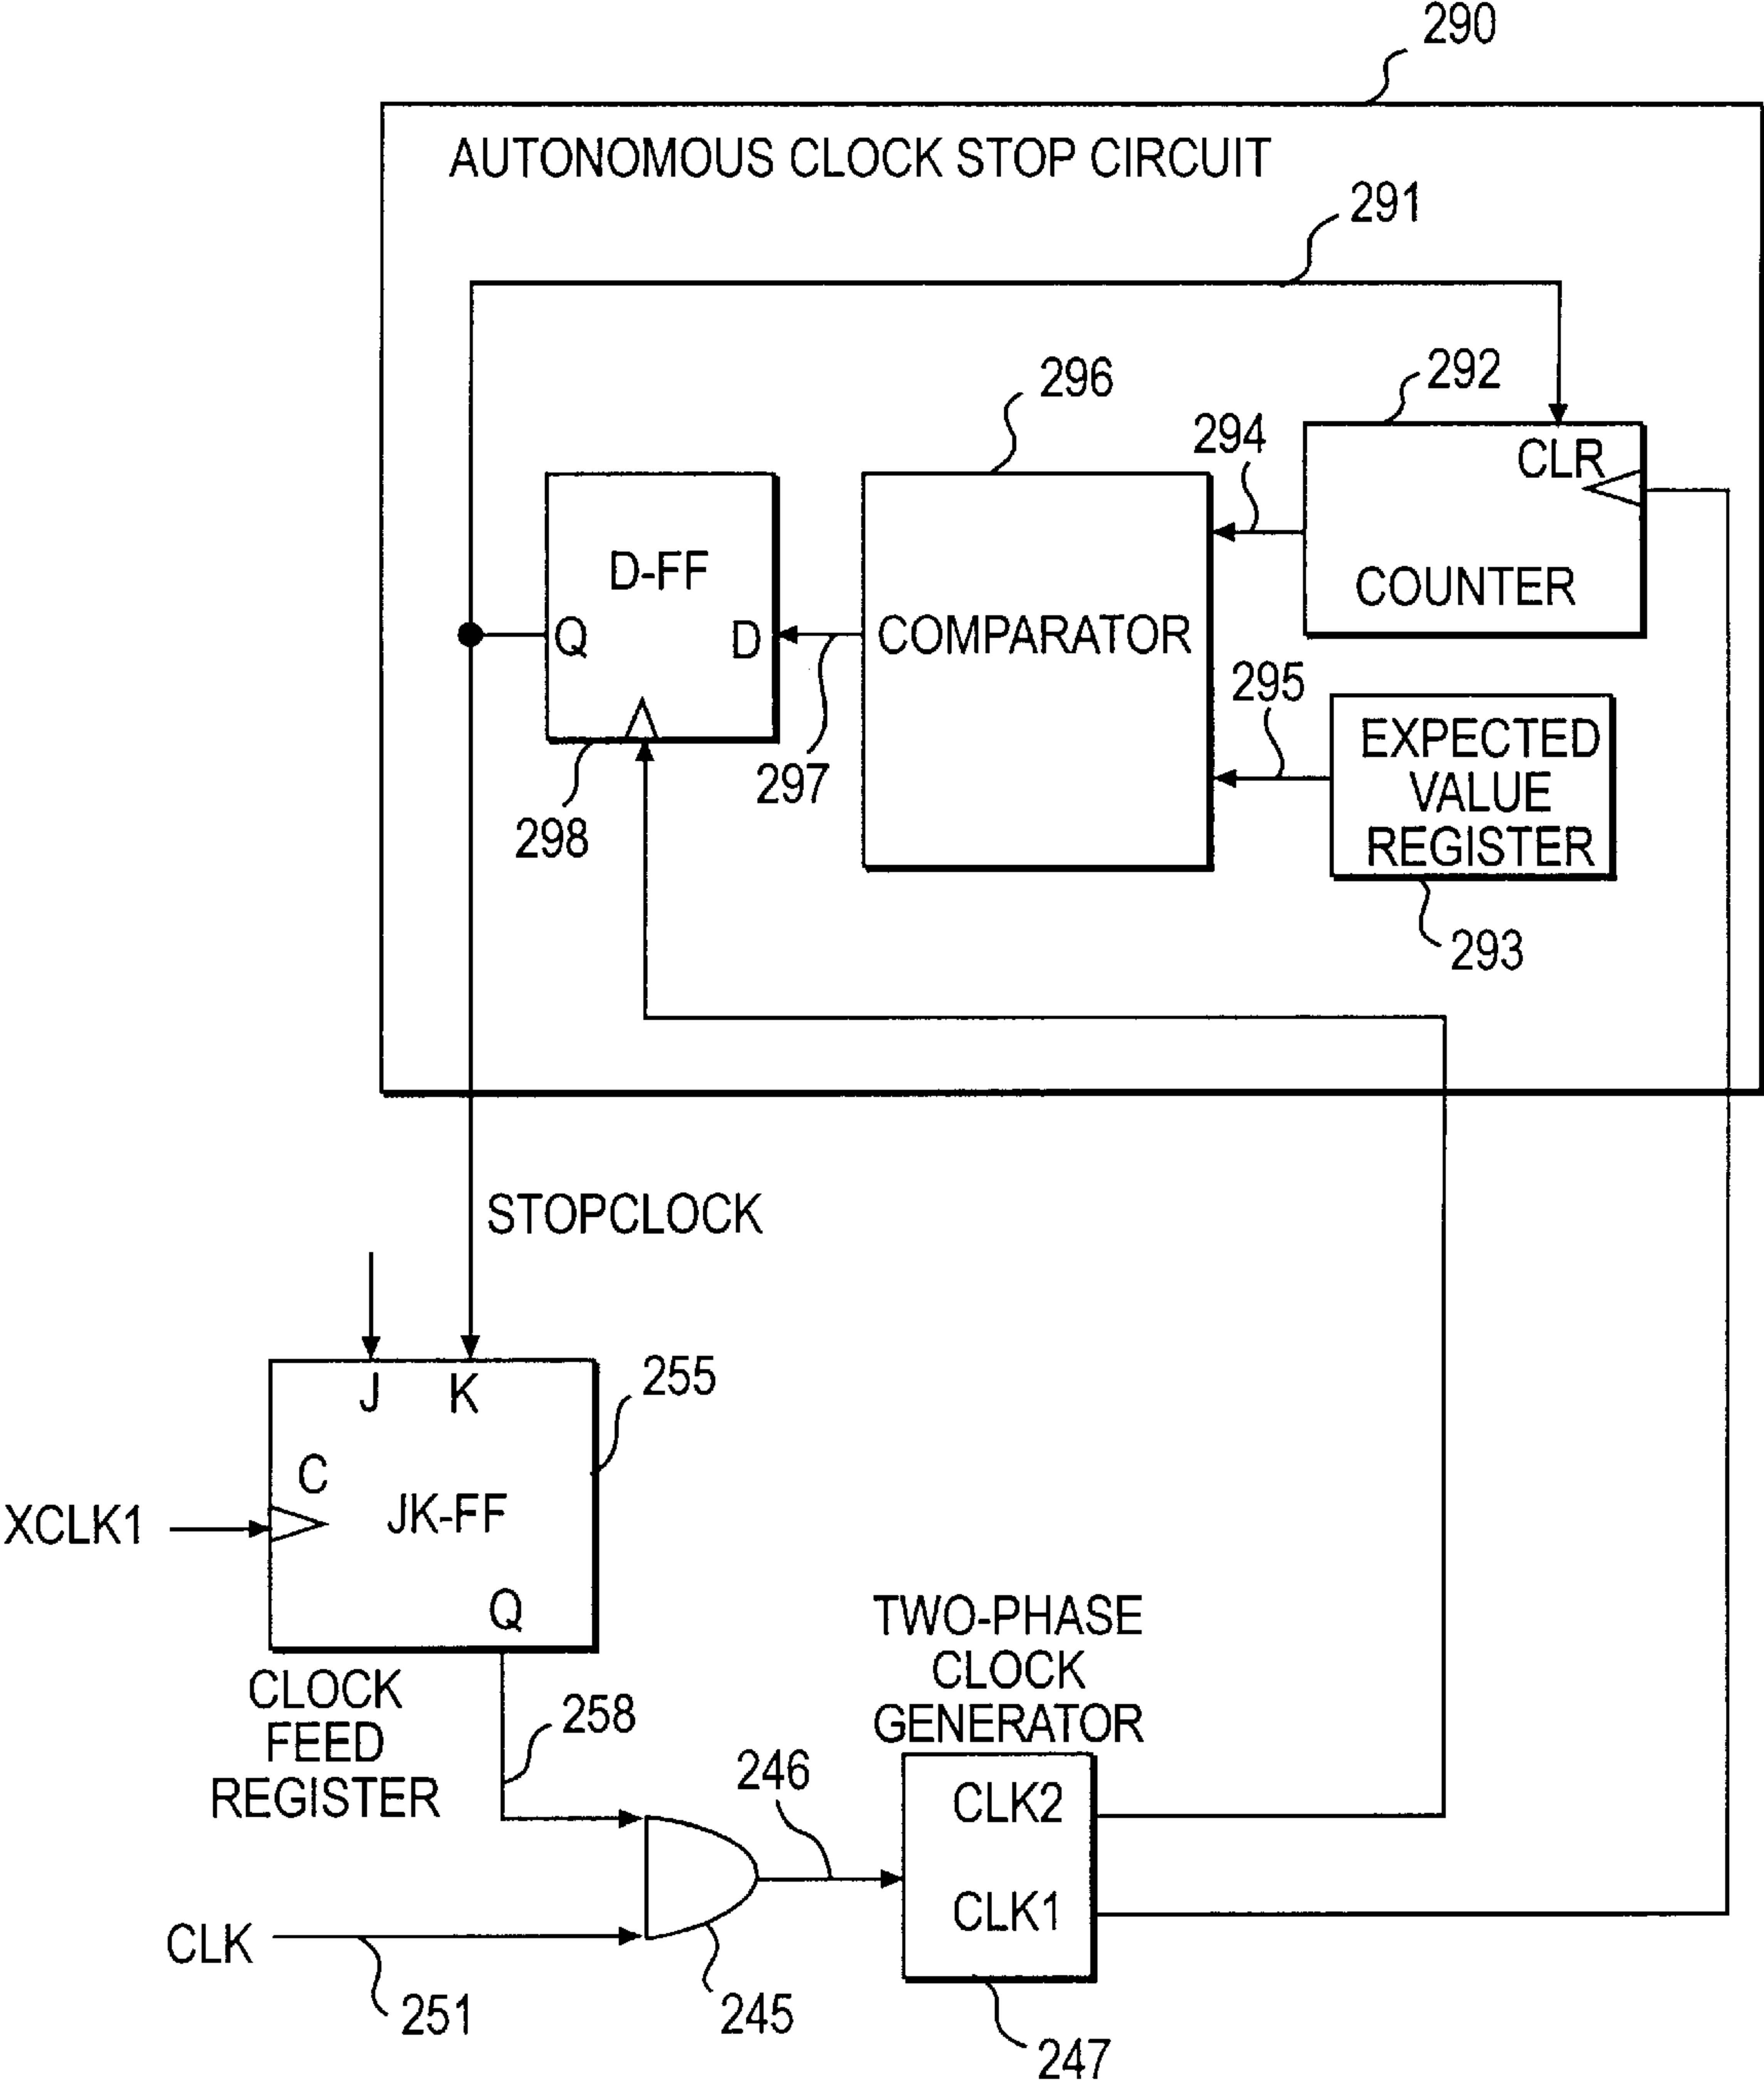 290
AUTONOMOUS CLOCK STOP CIRCUIT
291
296
292
294
CLR
D-FF
COUNTER
Q
D
COMPARATOR
295
297
298
EXPECTED
VALUE
REGISTER
293
STOPCLOCK
J
K
255
C
XCLK1
JK-FF
Q
TWO-PHASE
CLOCK
GENERATOR
CLOCK
FEED
REGISTER
258
246
CLK2
CLK1
CLK
251
245
247